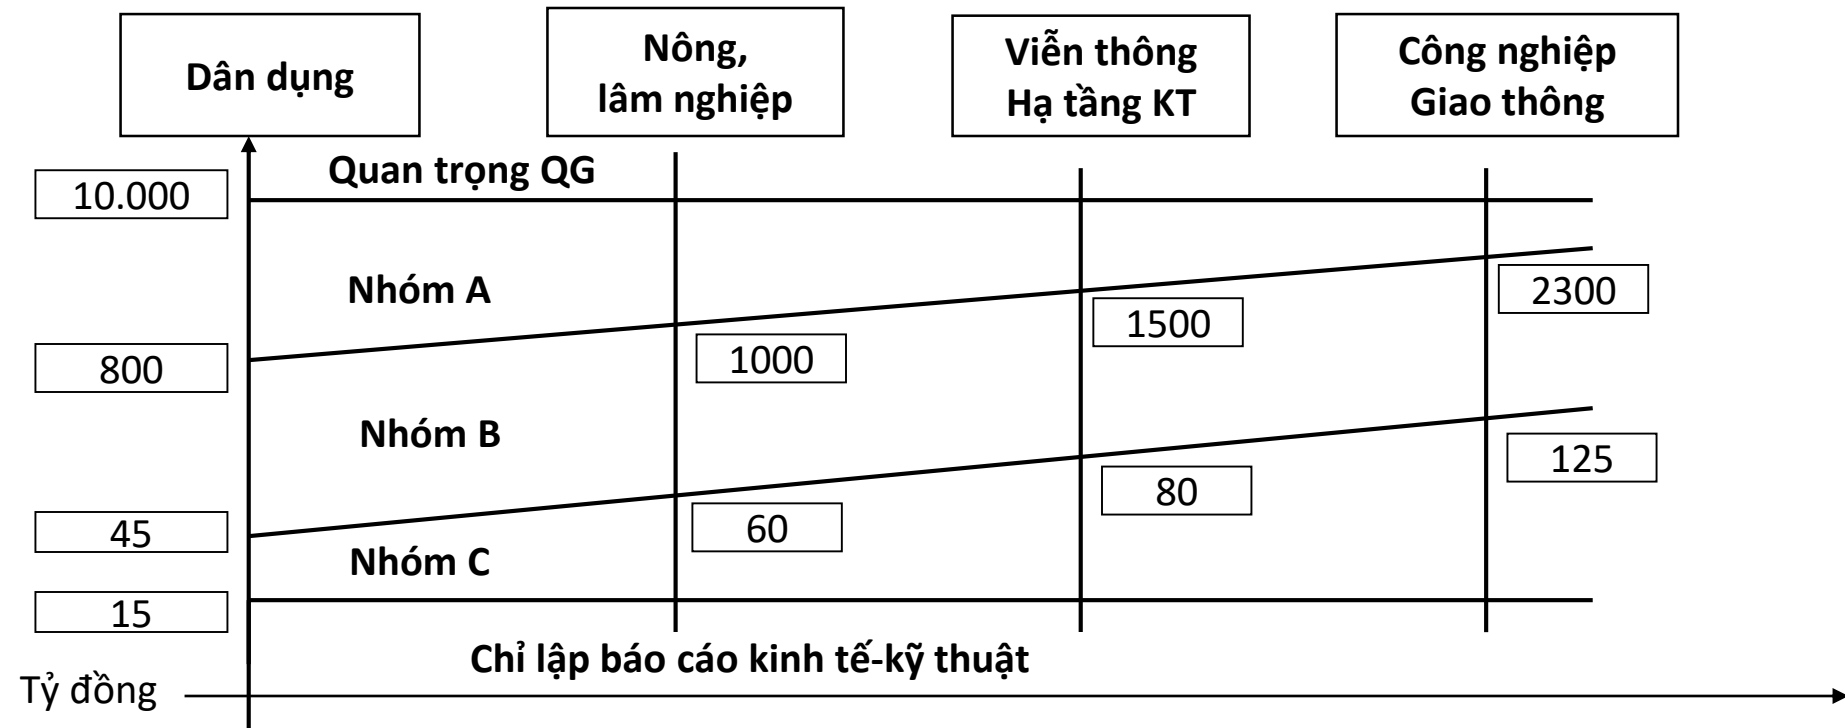 Dân dụng
Nông,
lâm nghiệp
Viễn thông
Hạ tầng KT
Công nghiệp
Giao thông
Quan trọng QG
10.000
Nhóm A
2300
1500
1000
800
Nhóm B
125
80
60
45
Nhóm C
15
Chỉ lập báo cáo kinh tế-kỹ thuật
Tỷ đồng